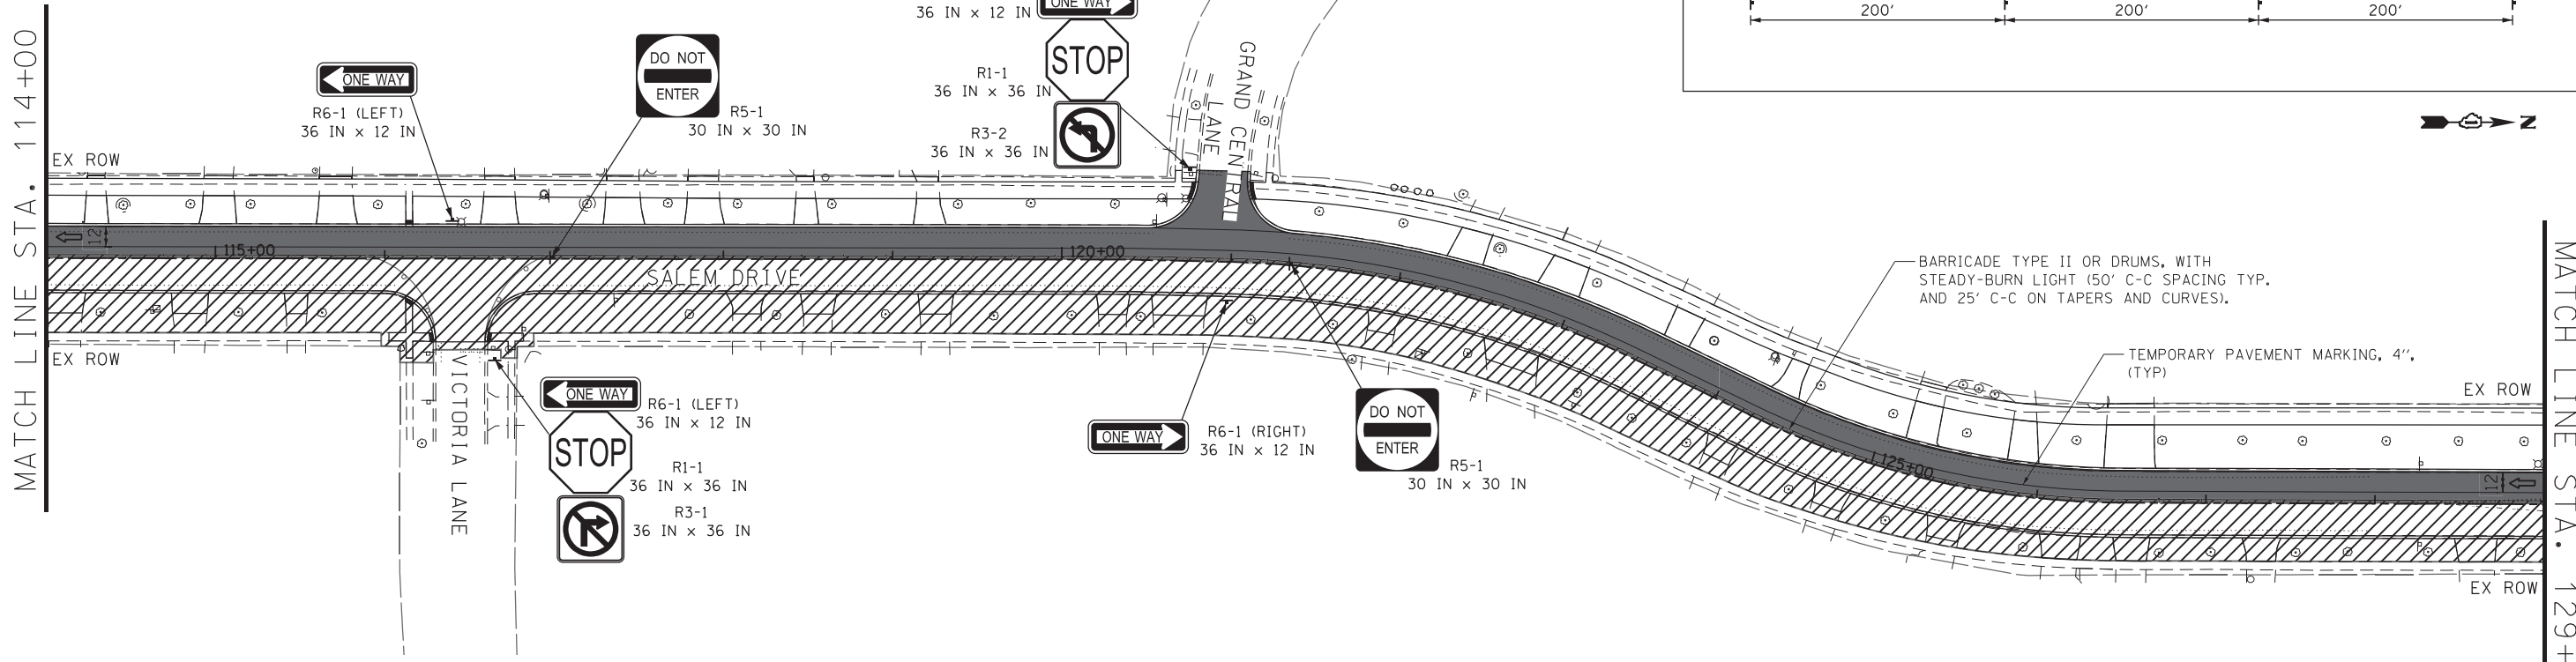 MATCH LINE STA. 114+00
ONE WAY
R6-1 (LEFT)
36 IN x 12 IN
DO NOT
ENTER
R5-1
30 IN x 30 IN
ONE WAY
36 IN x 12 IN
STOP
R1-1
36 IN x 36 IN
R3-2
36 IN x 36 IN
GRAND CENTRAL
LANE
200'
200'
200'
N
EX ROW
12
115+00
120+00
SALEM DRIVE
BARRICADE TYPE II OR DRUMS, WITH
STEADY-BURN LIGHT (50' C-C SPACING TYP.
AND 25' C-C ON TAPERS AND CURVES).
TEMPORARY PAVEMENT MARKING, 4",
(TYP)
EX ROW
EX ROW
VICTORIA LANE
ONE WAY
R6-1 (LEFT)
36 IN x 12 IN
STOP
R1-1
36 IN x 36 IN
R3-1
36 IN x 36 IN
ONE WAY
R6-1 (RIGHT)
36 IN x 12 IN
DO NOT
ENTER
R5-1
30 IN x 30 IN
125+00
12
EX ROW
MATCH LINE STA. 129+